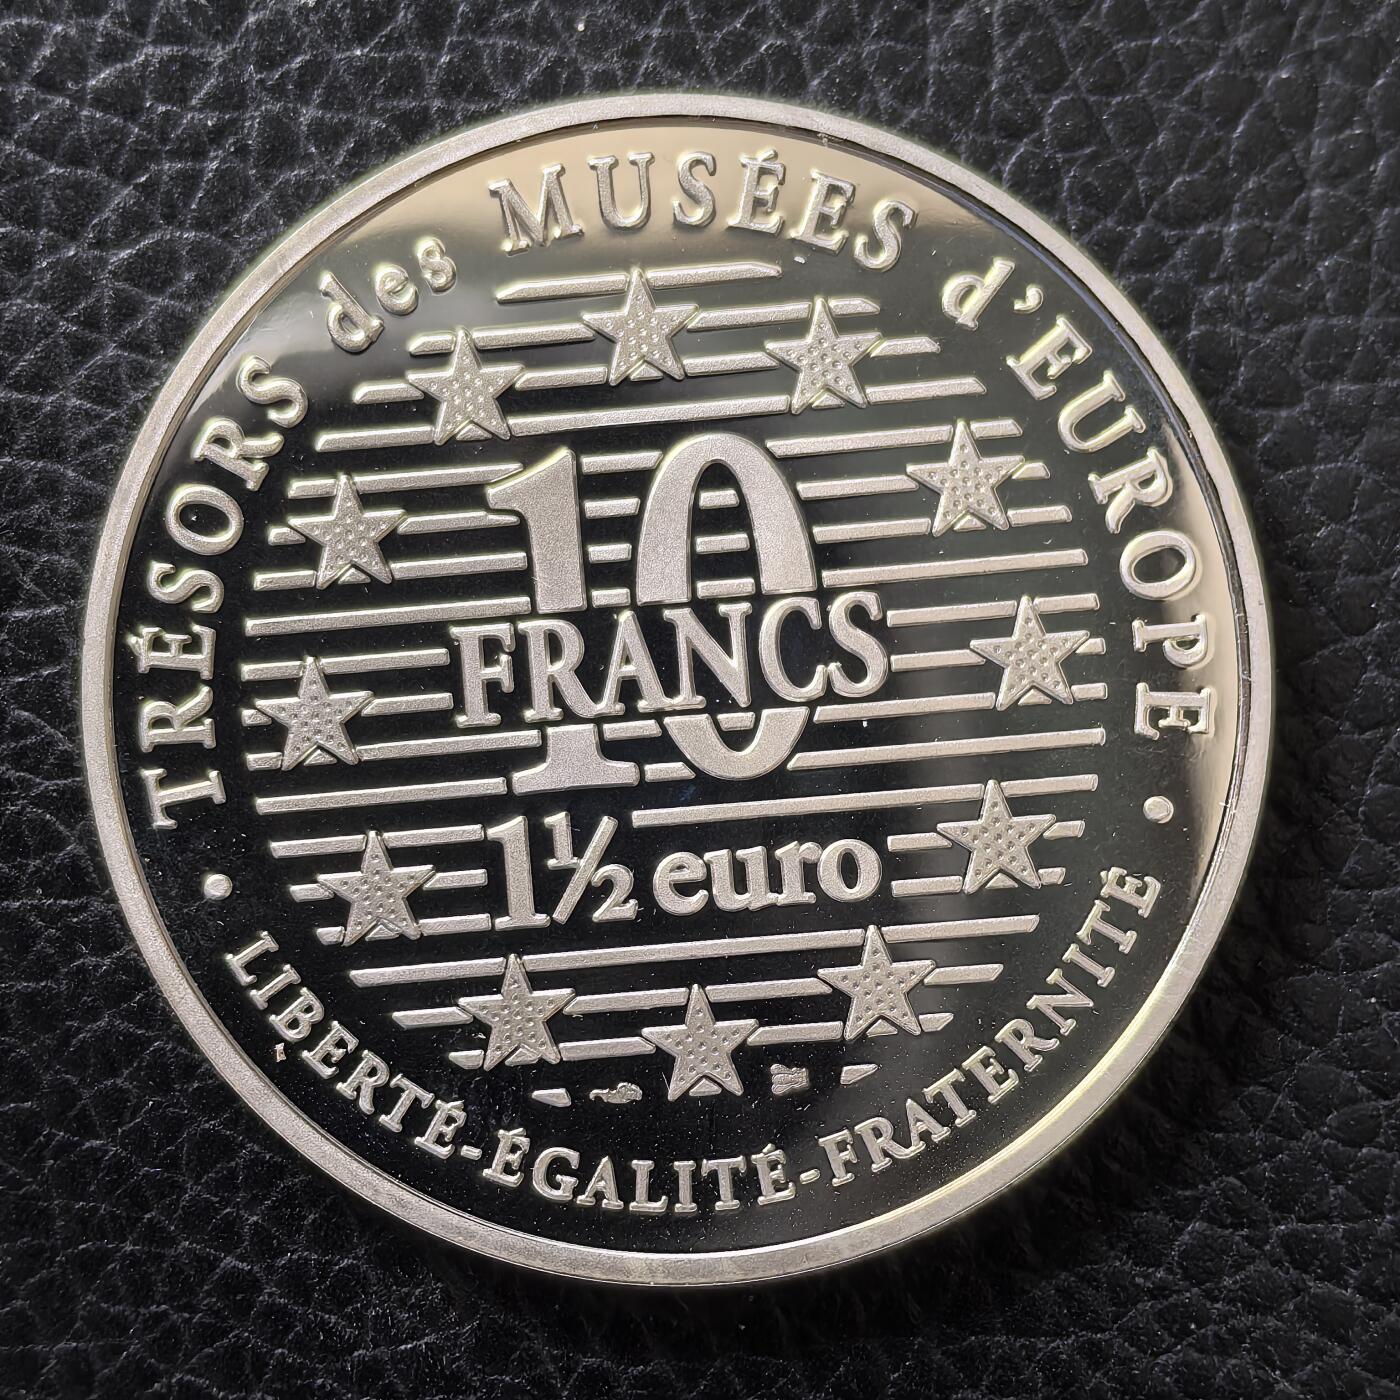 TRÉSORS des MUSÉES d'EUROPE
10
FRANCS
1½ euro
LIBERTÉ-ÉGALITÉ-FRATERNITÉ